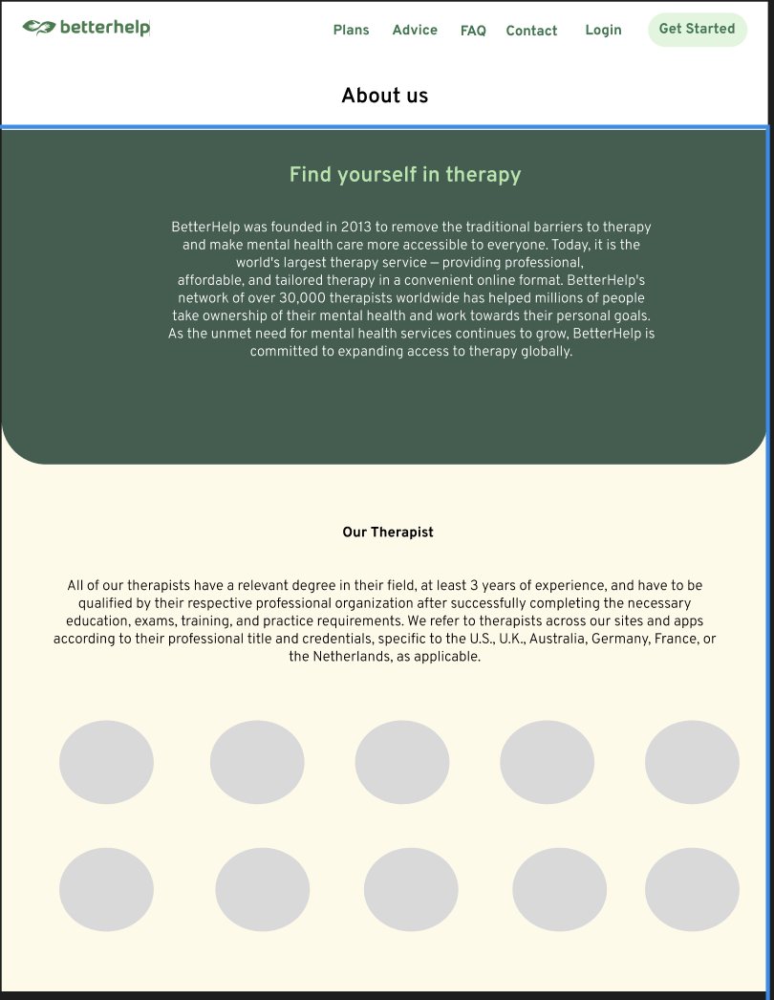 betterhelp
Plans Advice FAQ Contact Login Get Started
About us
Find yourself in therapy
BetterHelp was founded in 2013 to remove the traditional barriers to therapy
and make mental health care more accessible to everyone. Today, it is the
world's largest therapy service — providing professional,
affordable, and tailored therapy in a convenient online format. BetterHelp's
network of over 30,000 therapists worldwide has helped millions of people
take ownership of their mental health and work towards their personal goals.
As the unmet need for mental health services continues to grow, BetterHelp is
committed to expanding access to therapy globally.
Our Therapist
All of our therapists have a relevant degree in their field, at least 3 years of experience, and have to be
qualified by their respective professional organization after successfully completing the necessary
education, exams, training, and practice requirements. We refer to therapists across our sites and apps
according to their professional title and credentials, specific to the U.S., U.K., Australia, Germany, France, or
the Netherlands, as applicable.